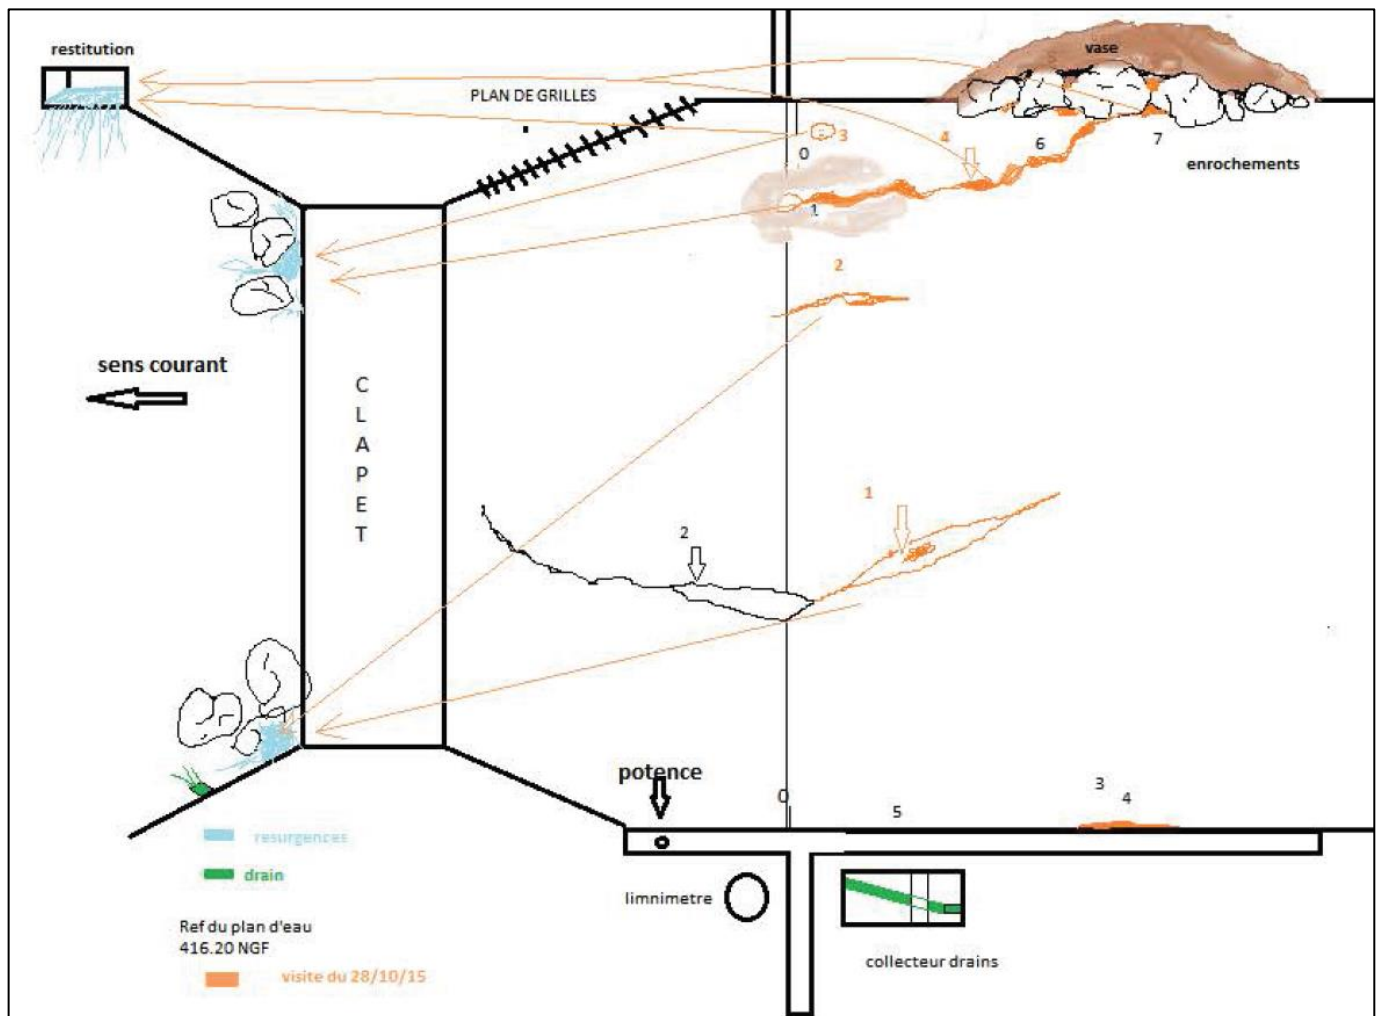 restitution
vase
PLAN DE GRILLES
3
4
0
6
7
enrochements
1
2
sens courant
CLAPET
1
2
potence
0
3
4
5
resurgences
drain
limnimetre
Ref du plan d'eau
416.20 NGF
visite du 28/10/15
collecteur drains